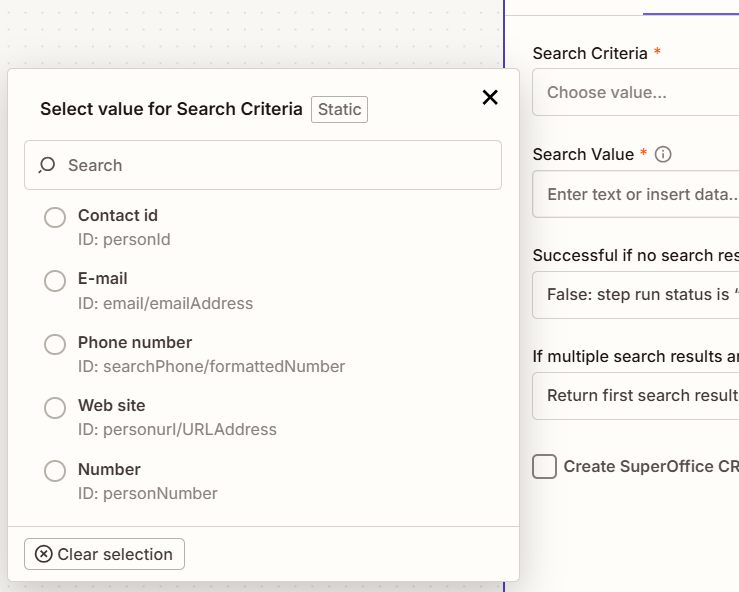 Select value for Search Criteria Static
Search
Contact id
ID: personId
E-mail
ID: email/emailAddress
Phone number
ID: searchPhone/formattedNumber
Web site
ID: personurl/URLAddress
Number
ID: personNumber
Clear selection
Search Criteria *
Choose value...
Search Value *
Enter text or insert data..
Successful if no search res
False: step run status is “
If multiple search results a
Return first search result
Create SuperOffice CR